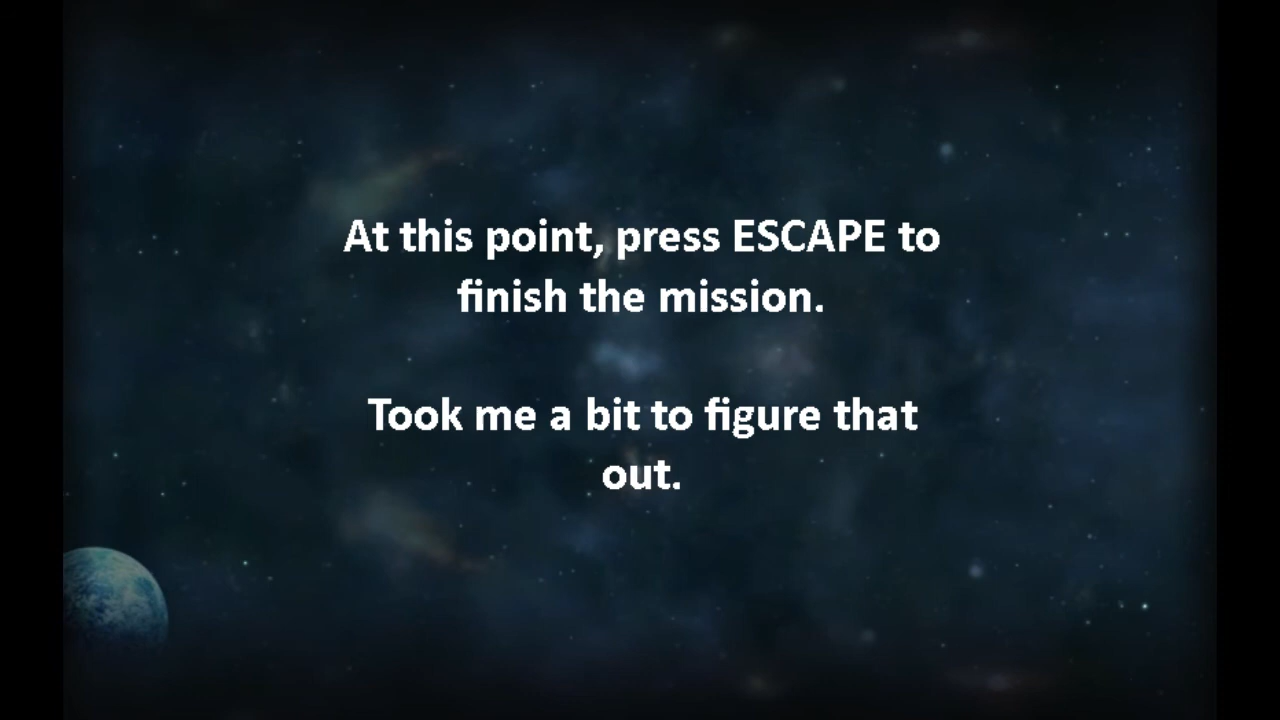 At this point, press ESCAPE to
finish the mission.
Took me a bit to figure that
out.